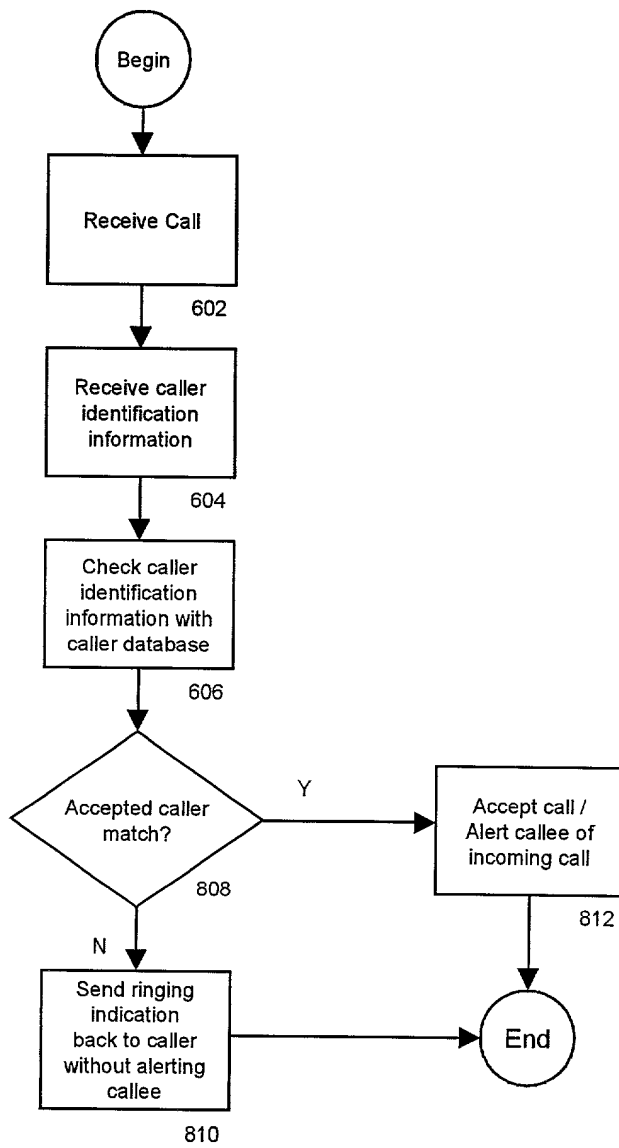 Begin
Receive Call
602
Receive caller
identification
information
604
Check caller
identification
information with
caller database
606
Accepted caller
match?
808
Y
Accept call /
Alert callee of
incoming call
812
N
Send ringing
indication
back to caller
without alerting
callee
810
End